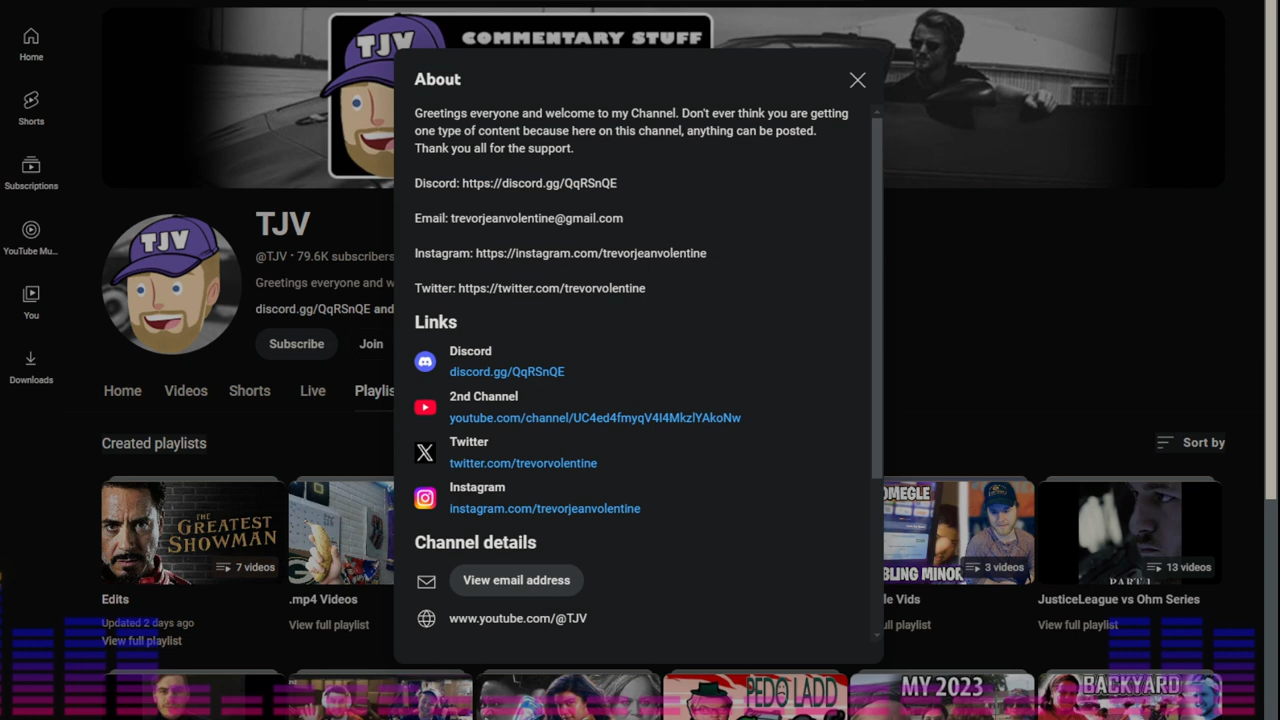 TJV
COMMENTARY STUFF
Home
Shorts
Subscriptions
YouTube Mu...
You
Downloads
TJV
TJV
@TJV • 79.6K subscribers
Greetings everyone and w
discord.gg/QqRSnQE and
Subscribe
Join
Home
Videos
Shorts
Live
Playlis
Created playlists
Sort by
About
Greetings everyone and welcome to my Channel. Don't ever think you are getting
one type of content because here on this channel, anything can be posted.
Thank you all for the support.
Discord: https://discord.gg/QqRSnQE
Email: trevorjeanvolentine@gmail.com
Instagram: https://instagram.com/trevorjeanvolentine
Twitter: https://twitter.com/trevorvolentine
Links
Discord
discord.gg/QqRSnQE
2nd Channel
youtube.com/channel/UC4ed4fmyqV4I4MkzlYAkoNw
Twitter
twitter.com/trevorvolentine
Instagram
instagram.com/trevorjeanvolentine
Channel details
View email address
www.youtube.com/@TJV
THE
GREATEST
SHOWMAN
7 videos
Edits
Updated 2 days ago
View full playlist
.mp4 Videos
View full playlist
OMEGLE
BLING MINOR
3 videos
le Vids
ull playlist
PART 1
13 videos
JusticeLeague vs Ohm Series
View full playlist
PEDO LADD
MY 2023
BACKYARD